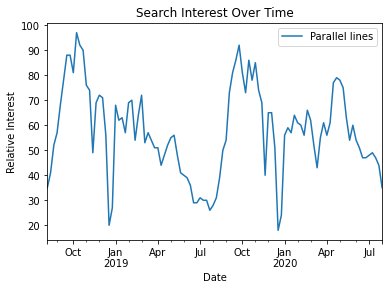 Search Interest Over Time
Parallel lines
Relative Interest
100
90
80
70
60
50
40
30
20
Oct
Jan
2019
Apr
Jul
Oct
Jan
2020
Apr
Jul
Date